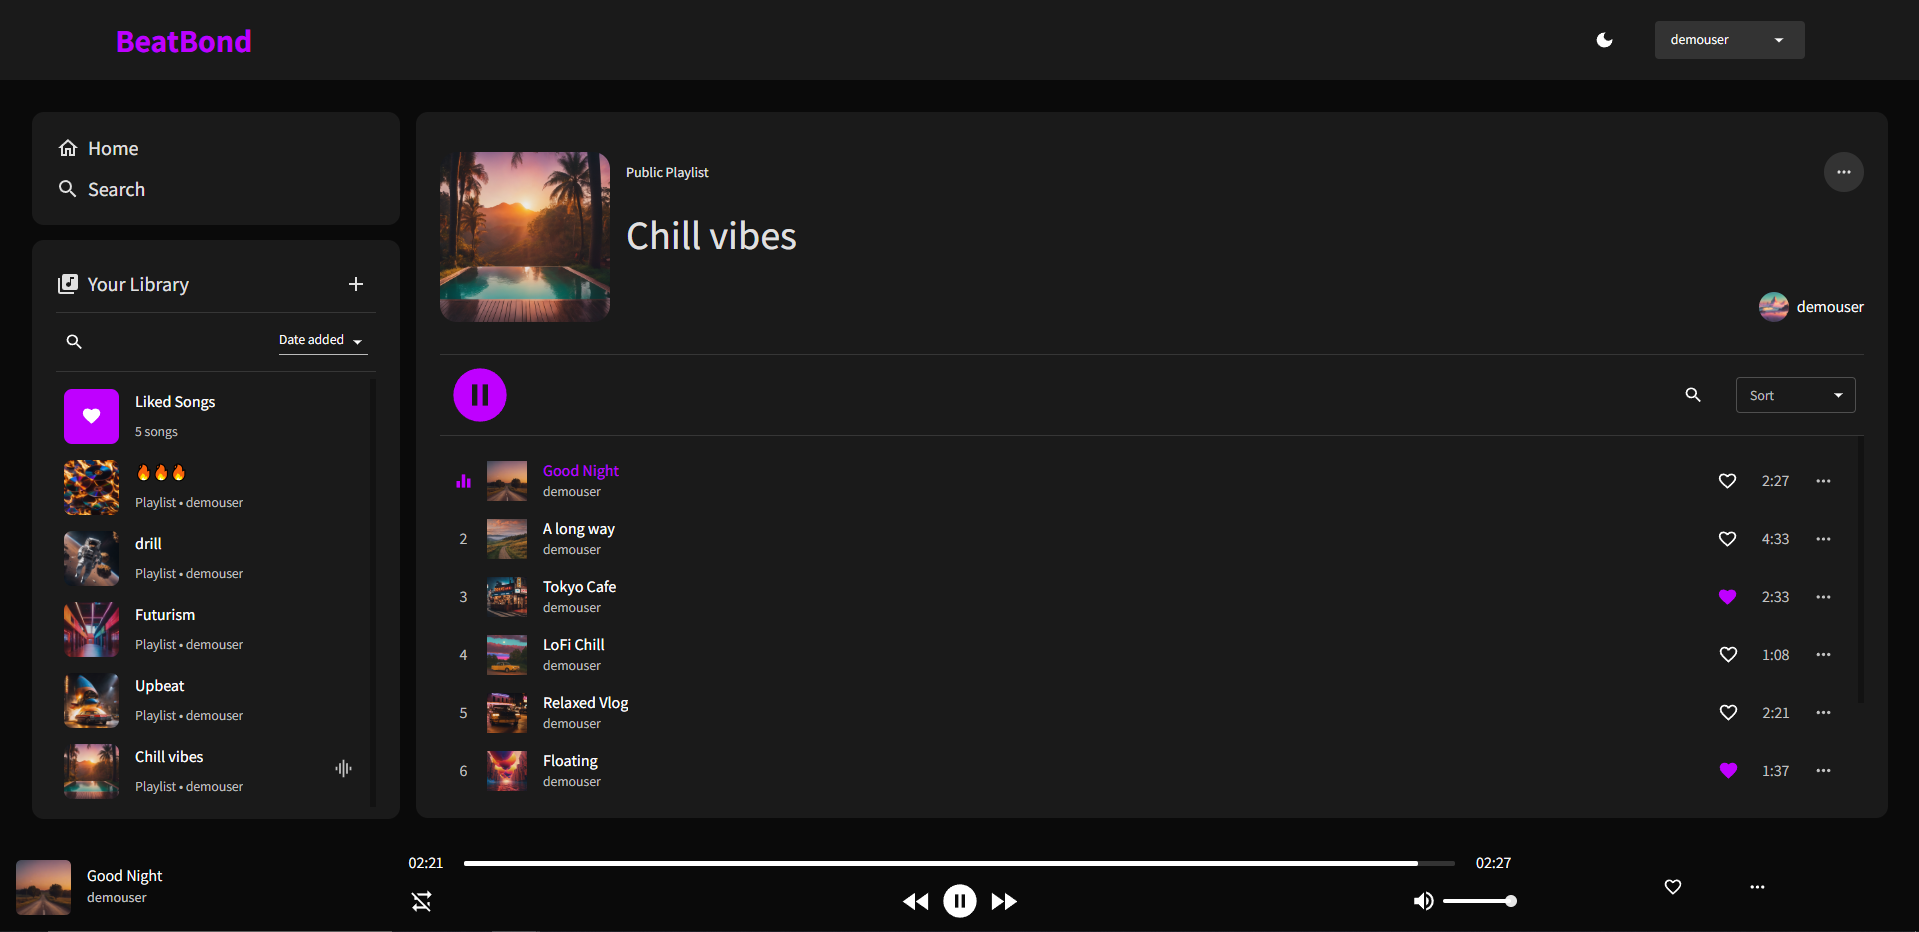 BeatBond
demouser
Home
Search
Your Library
Date added
Liked Songs
5 songs
🔥🔥🔥
Playlist • demouser
drill
Playlist • demouser
Futurism
Playlist • demouser
Upbeat
Playlist • demouser
Chill vibes
Playlist • demouser
Public Playlist
Chill vibes
demouser
Sort
Good Night
demouser
2:27
2
A long way
demouser
4:33
3
Tokyo Cafe
demouser
2:33
4
LoFi Chill
demouser
1:08
5
Relaxed Vlog
demouser
2:21
6
Floating
demouser
1:37
Good Night
demouser
02:21
02:27